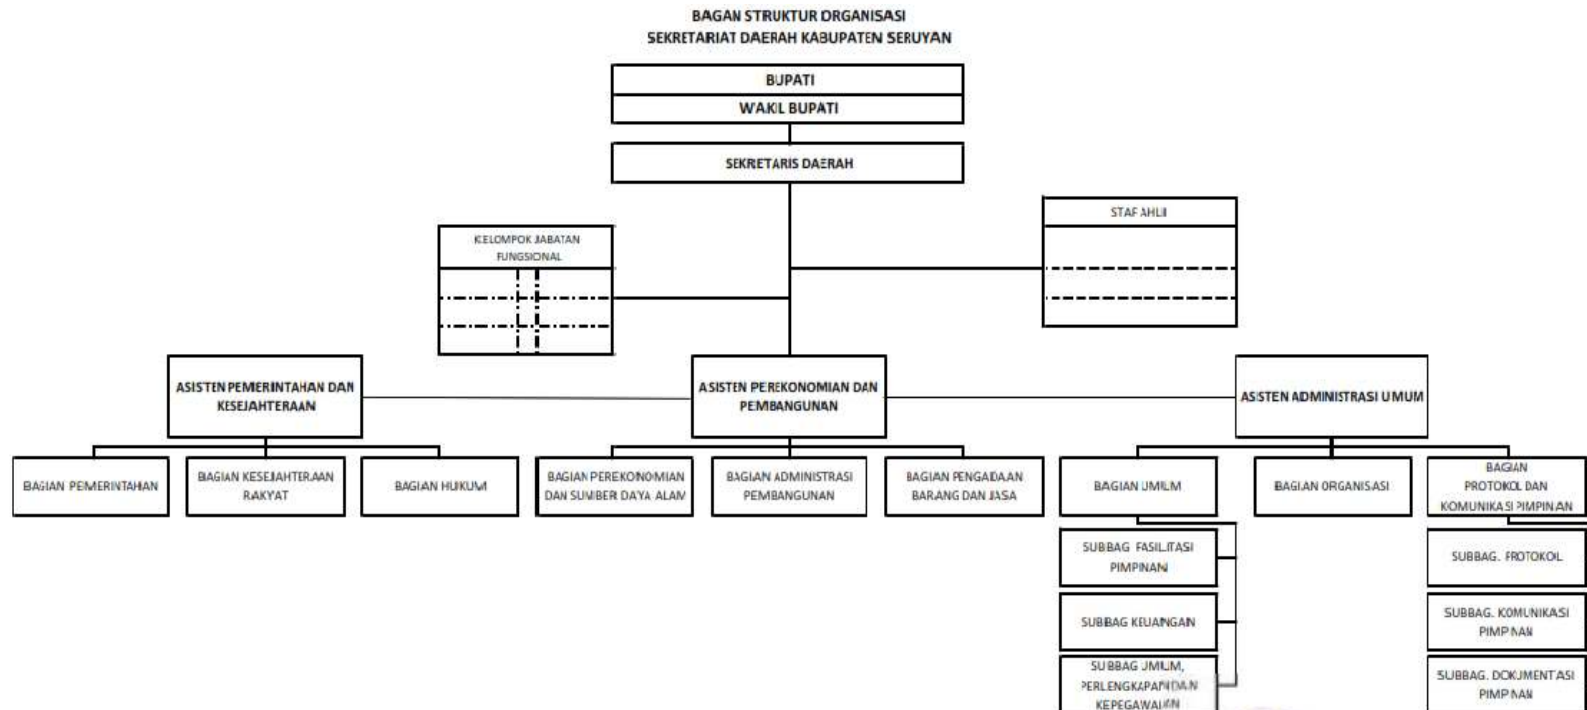 BAGAN STRUKTUR ORGANISASI
SEKRETARIAT DAERAH KABUPATEN SERUYAN
BUPATI
WAKIL BUPATI
SEKRETARIS DAERAH
STAF AHLI
KELOMPOK JABATAN
FUNGSIONAL
ASISTEN PEMERINTAHAN DAN
KESEJAHTERAAN
ASISTEN PEREKONOMIAN DAN
PEMBANGUNAN
ASISTEN ADMINISTRASI UMUM
BAGIAN PEMERINTAHAN
BAGIAN KESEJAHTERAAN
RAKYAT
BAGIAN HUKUM
BAGIAN PEREKONOMIAN
DAN SUMBER DAYA ALAM
BAGIAN ADMINISTRASI
PEMBANGUNAN
BAGIAN PENGADAAN
BARANG DAN JASA
BAGIAN UMUM
BAGIAN ORGANISASI
BAGIAN
PROTOKOL DAN
KOMUNIKASI PIMPINAN
SUBBAG FASILITASI
PIMPINAN
SUBBAG KEUANGAN
SUBBAG UMUM,
PERLENGKAPAN DAN
KEPEGAWAIAN
SUBBAG. PROTOKOL
SUBBAG. KOMUNIKASI
PIMPINAN
SUBBAG. DOKUMENTASI
PIMPINAN